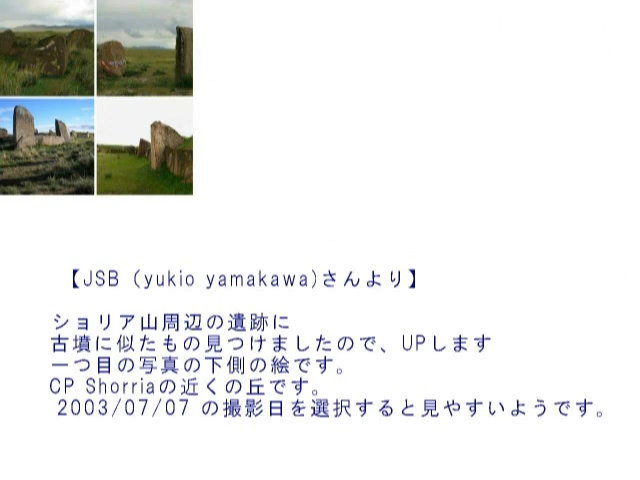 【JSB (yukio yamakawa)さんより】
ショリア山周辺の遺跡に
古墳に似たもの見つけましたので、UPします
一つ目の写真の下側の絵です。
CP Shorriaの近くの丘です。
2003/07/07 の撮影日を選択すると見やすいようです。